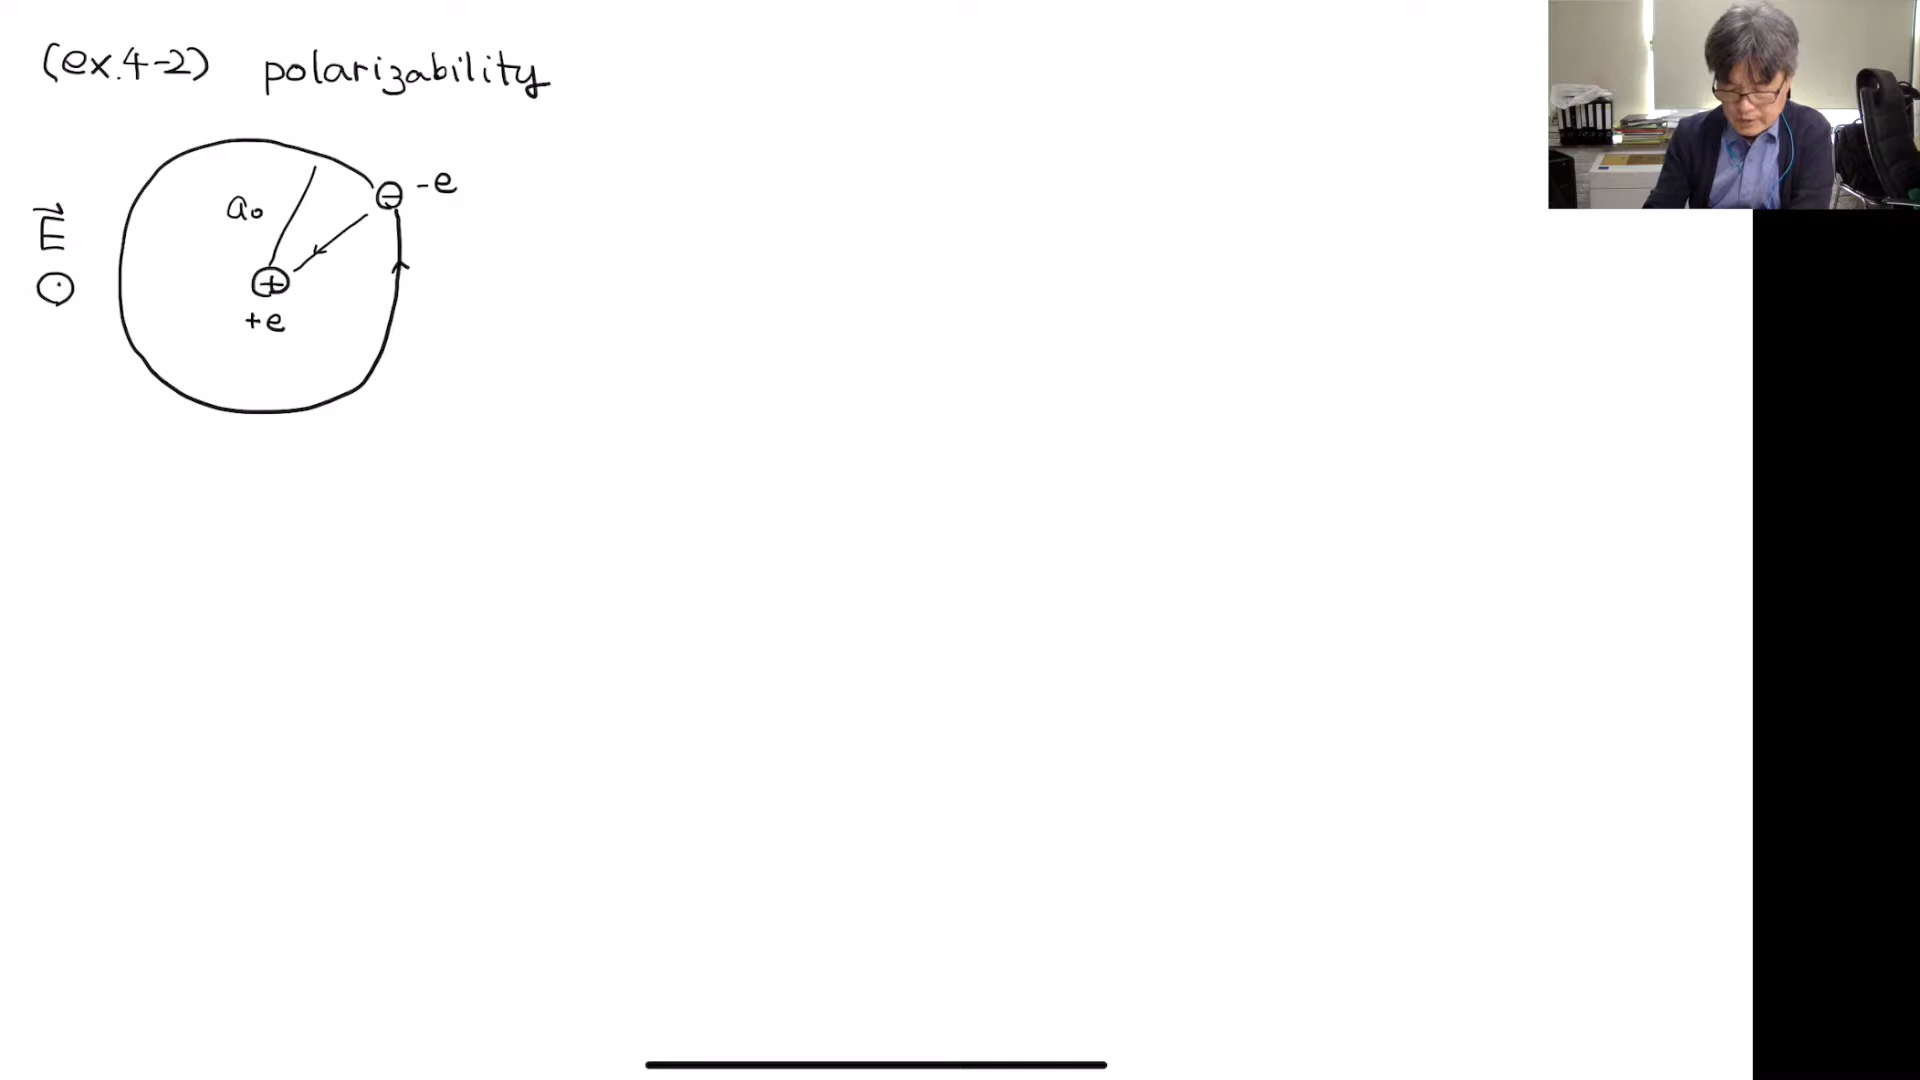 (ex.4-2) polarizability
-e
a₀
E⃗
+e